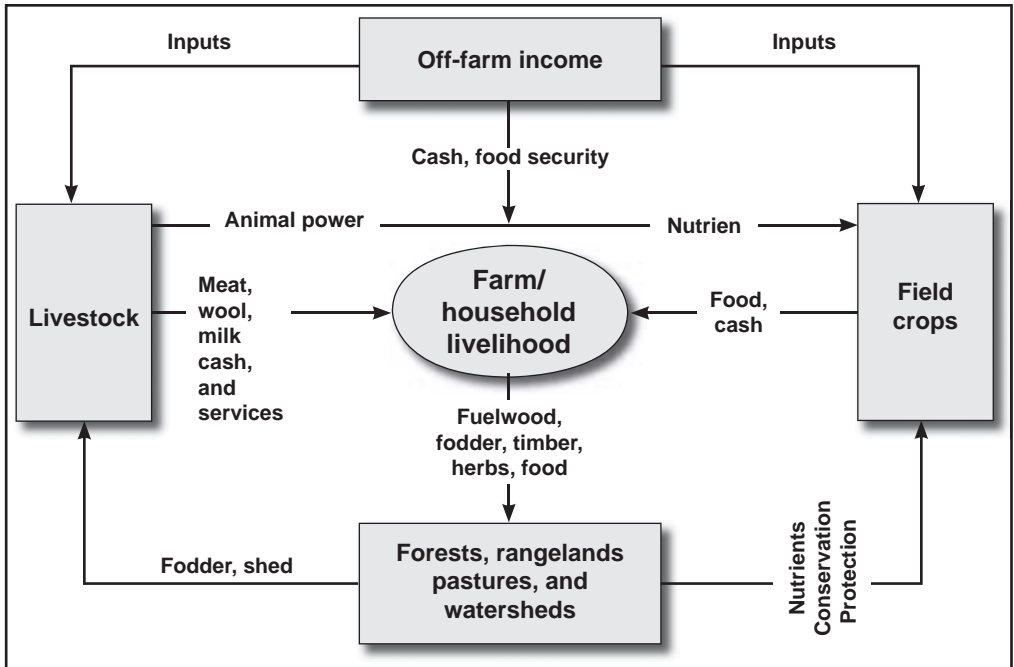 Inputs
Off-farm income
Inputs
Cash, food security
Animal power
Nutrien
Livestock
Meat,
wool,
milk
cash,
and
services
Farm/
household
livelihood
Food,
cash
Field
crops
Fuelwood,
fodder, timber,
herbs, food
Fodder, shed
Forests, rangelands
pastures, and
watersheds
Nutrients
Conservation
Protection